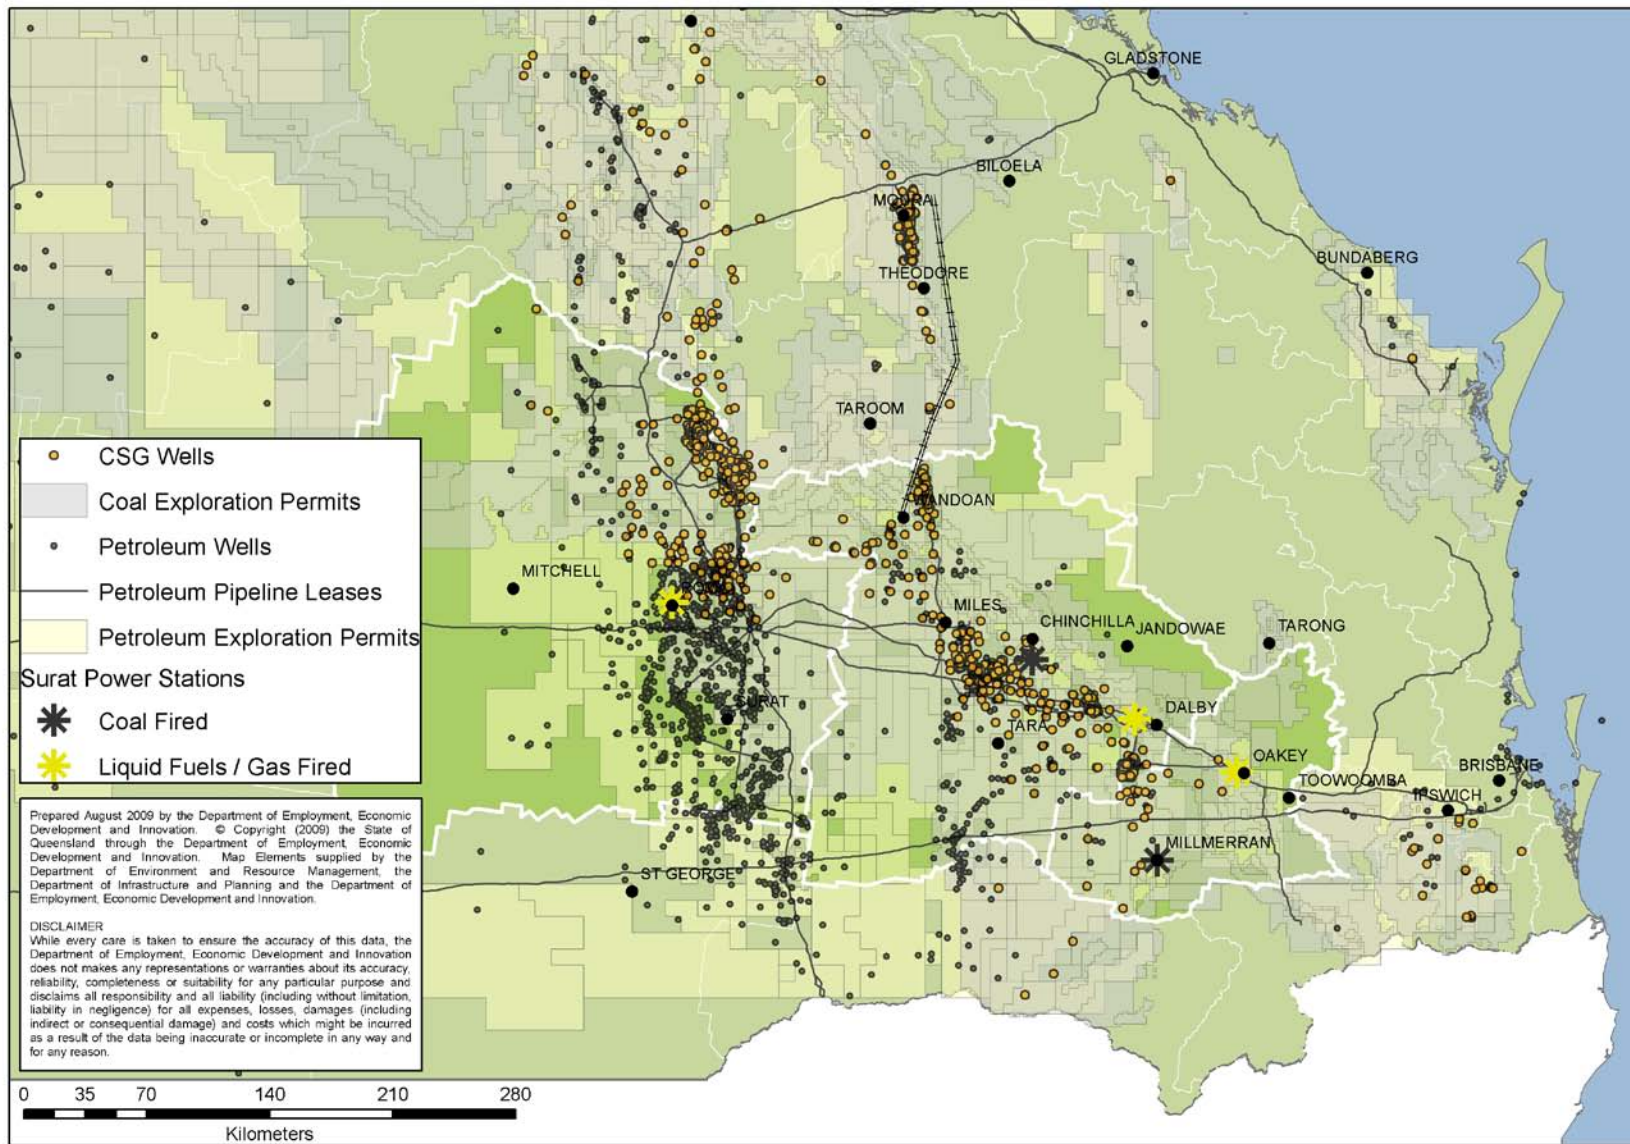 GLADSTONE
BILOELA
MOURA
BUNDABERG
THEODORE
TAROOM
WANDOAN
MITCHELL
MILES
CHINCHILLA
JANDOWAE
TARONG
SURAT
TARA
DALBY
OAKEY
TOOWOOMBA
BRISBANE
IPSWICH
MILLMERRAN
ST GEORGE
CSG Wells
Coal Exploration Permits
Petroleum Wells
Petroleum Pipeline Leases
Petroleum Exploration Permits
Surat Power Stations
Coal Fired
Liquid Fuels / Gas Fired
Prepared August 2009 by the Department of Employment, Economic
Development and Innovation. © Copyright (2009) the State of
Queensland through the Department of Employment, Economic
Development and Innovation. Map Elements supplied by the
Department of Environment and Resource Management, the
Department of Infrastructure and Planning and the Department of
Employment, Economic Development and Innovation.
DISCLAIMER
While every care is taken to ensure the accuracy of this data, the
Department of Employment, Economic Development and Innovation
does not makes any representations or warranties about its accuracy,
reliability, completeness or suitability for any particular purpose and
disclaims all responsibility and all liability (including without limitation,
liability in negligence) for all expenses, losses, damages (including
indirect or consequential damage) and costs which might be incurred
as a result of the data being inaccurate or incomplete in any way and
for any reason.
0 35 70 140 210 280
Kilometers